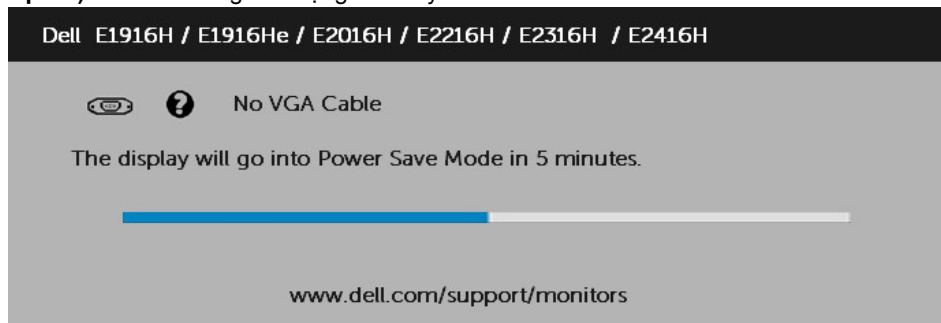 Dell E1916H / E1916He / E2016H / E2216H / E2316H / E2416H
No VGA Cable
The display will go into Power Save Mode in 5 minutes.
www.dell.com/support/monitors